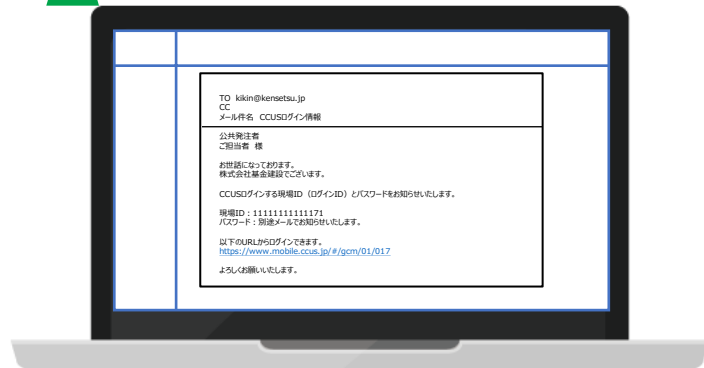 TO kikin@kensetsu.jp
CC
メール件名 CCUSログイン情報
公共発注者
ご担当者 様
お世話になっております。
株式会社基金建設でございます。
CCUSログインする現場ID（ログインID）とパスワードをお知らせいたします。
現場ID：11111111111171
パスワード：別途メールでお知らせいたします。
以下のURLからログインできます。
https://www.mobile.ccus.jp/#/gcm/01/017
よろしくお願いいたします。